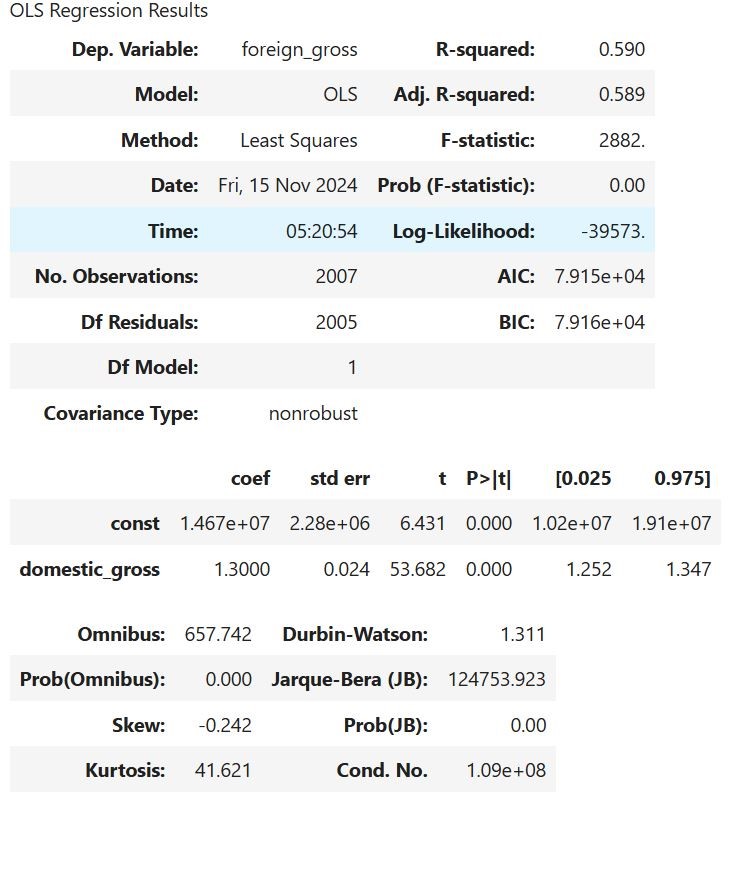 OLS Regression Results
Dep. Variable: foreign_gross R-squared: 0.590
Model: OLS Adj. R-squared: 0.589
Method: Least Squares F-statistic: 2882.
Date: Fri, 15 Nov 2024 Prob (F-statistic): 0.00
Time: 05:20:54 Log-Likelihood: -39573.
No. Observations: 2007 AIC: 7.915e+04
Df Residuals: 2005 BIC: 7.916e+04
Df Model: 1
Covariance Type: nonrobust
coef std err t P>|t| [0.025 0.975]
const 1.467e+07 2.28e+06 6.431 0.000 1.02e+07 1.91e+07
domestic_gross 1.3000 0.024 53.682 0.000 1.252 1.347
Omnibus: 657.742 Durbin-Watson: 1.311
Prob(Omnibus): 0.000 Jarque-Bera (JB): 124753.923
Skew: -0.242 Prob(JB): 0.00
Kurtosis: 41.621 Cond. No. 1.09e+08